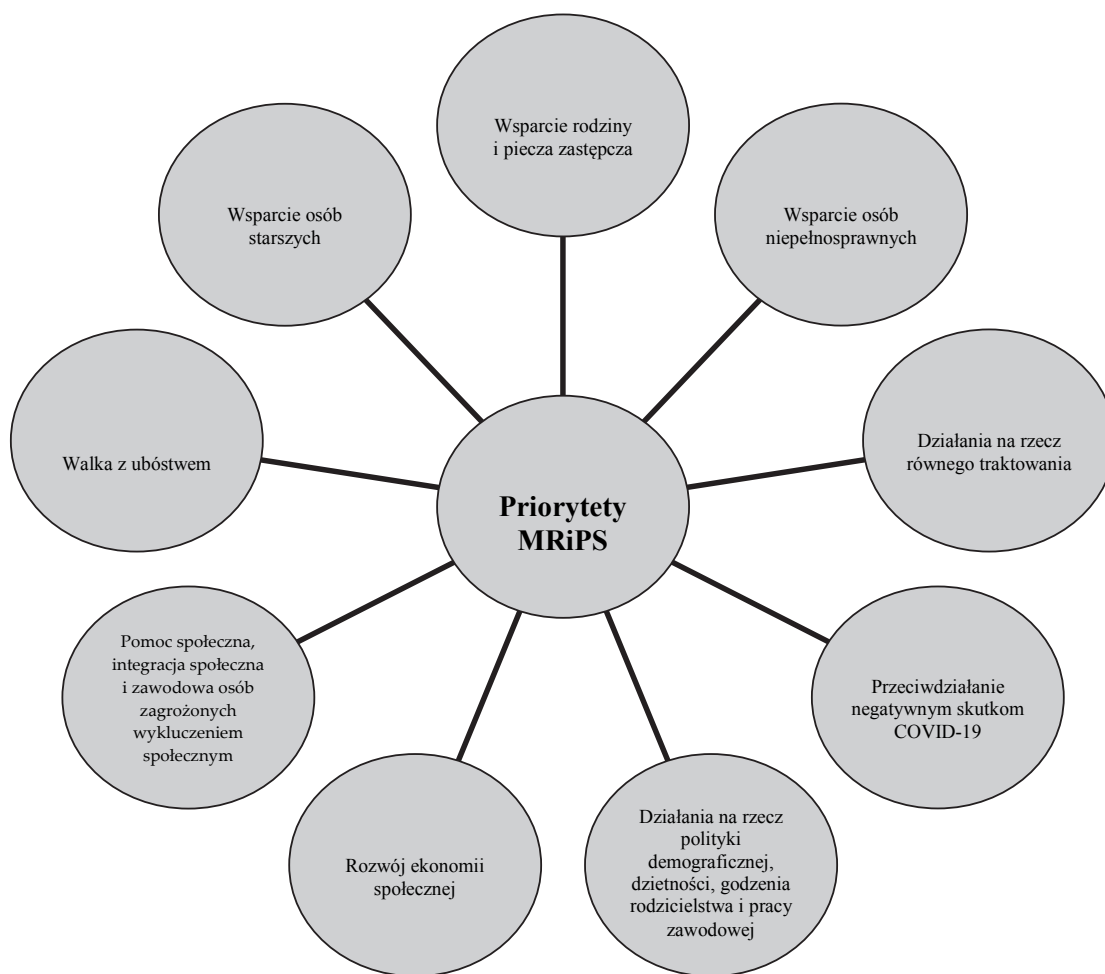 Wsparcie rodziny
i piecza zastępcza
Wsparcie osób
niepełnosprawnych
Działania na rzecz
równego traktowania
Przeciwdziałanie
negatywnym skutkom
COVID-19
Działania na rzecz
polityki
demograficznej,
dzietności, godzenia
rodzicielstwa i pracy
zawodowej
Rozwój ekonomii
społecznej
Pomoc społeczna,
integracja społeczna
i zawodowa osób
zagrożonych
wykluczeniem
społecznym
Walka z ubóstwem
Wsparcie osób
starszych
Priorytety
MRiPS